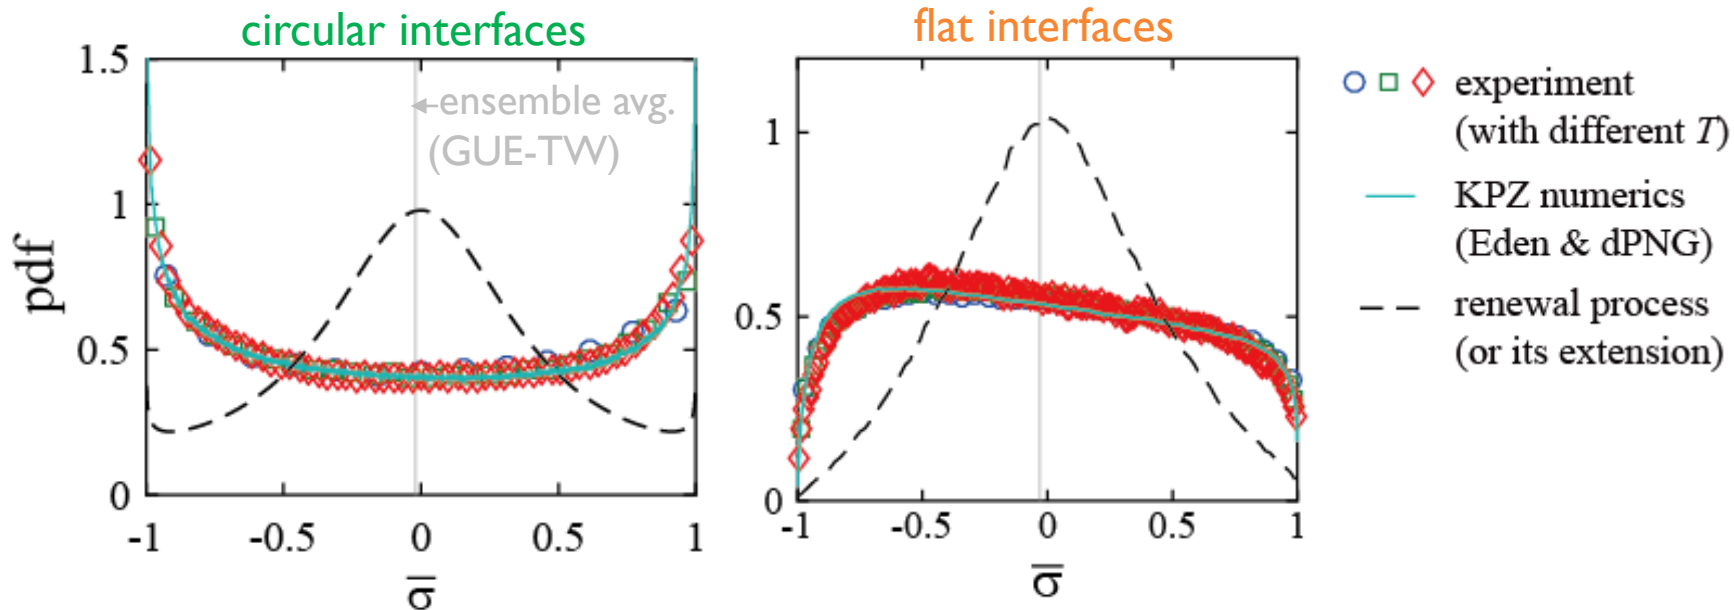 circular interfaces
flat interfaces
pdf
1.5
1
0.5
0
-1
-0.5
0
0.5
1
σ̅
←ensemble avg.
(GUE-TW)
1
0.5
0
-1
-0.5
0
0.5
1
σ̅
experiment
(with different T)
KPZ numerics
(Eden & dPNG)
renewal process
(or its extension)